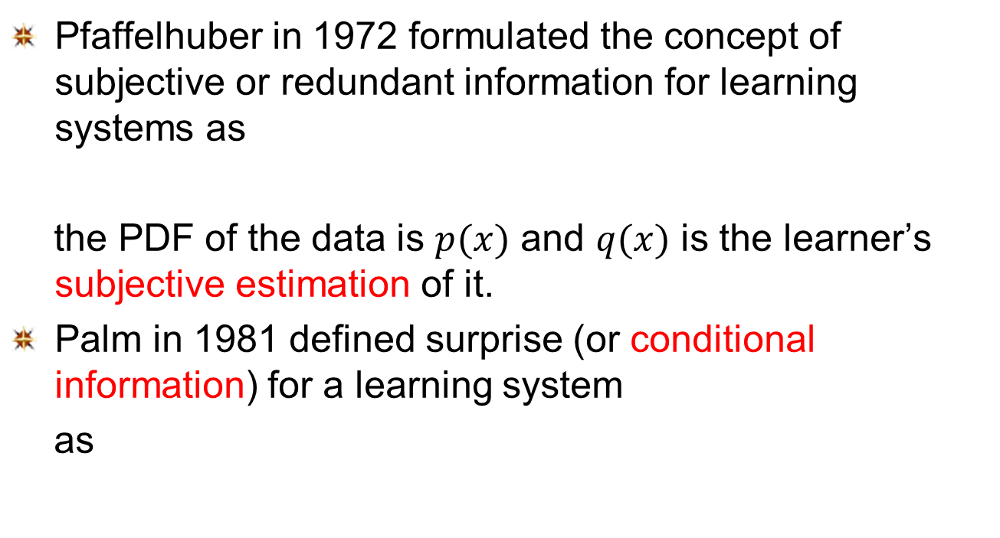 Pfaffelhuber in 1972 formulated the concept of
subjective or redundant information for learning
systems as
the PDF of the data is 𝑝(𝑥) and 𝑞(𝑥) is the learner’s
subjective estimation of it.
Palm in 1981 defined surprise (or conditional
information) for a learning system
as